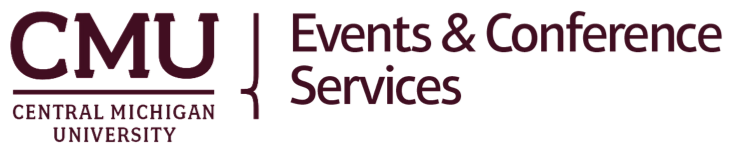 CMU
CENTRAL MICHIGAN
UNIVERSITY
Events & Conference
Services